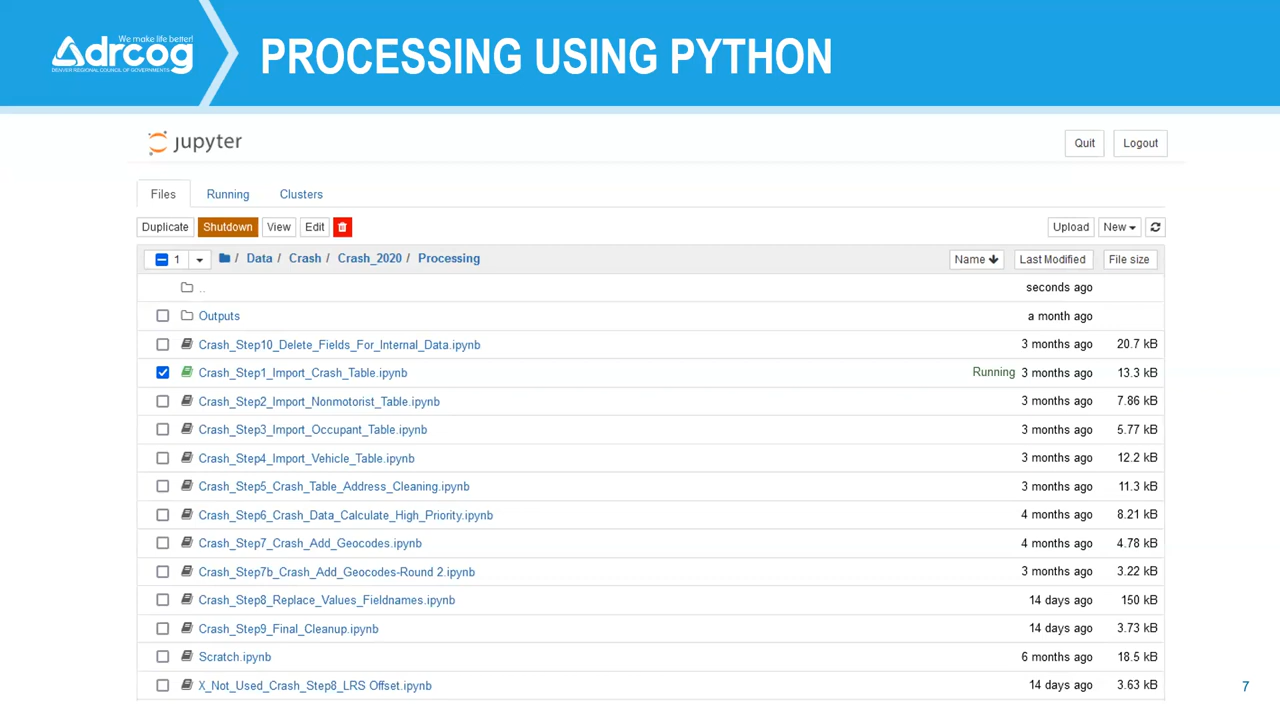 We make life better!
drcog
DENVER REGIONAL COUNCIL OF GOVERNMENTS
PROCESSING USING PYTHON
jupyter
Quit Logout
Files Running Clusters
Duplicate Shutdown View Edit Upload New
1 / Data / Crash / Crash_2020 / Processing Name Last Modified File size
.. seconds ago
Outputs a month ago
Crash_Step10_Delete_Fields_For_Internal_Data.ipynb 3 months ago 20.7 kB
Crash_Step1_Import_Crash_Table.ipynb Running 3 months ago 13.3 kB
Crash_Step2_Import_Nonmotorist_Table.ipynb 3 months ago 7.86 kB
Crash_Step3_Import_Occupant_Table.ipynb 3 months ago 5.77 kB
Crash_Step4_Import_Vehicle_Table.ipynb 3 months ago 12.2 kB
Crash_Step5_Crash_Table_Address_Cleaning.ipynb 3 months ago 11.3 kB
Crash_Step6_Crash_Data_Calculate_High_Priority.ipynb 4 months ago 8.21 kB
Crash_Step7_Crash_Add_Geocodes.ipynb 4 months ago 4.78 kB
Crash_Step7b_Crash_Add_Geocodes-Round 2.ipynb 3 months ago 3.22 kB
Crash_Step8_Replace_Values_Fieldnames.ipynb 14 days ago 150 kB
Crash_Step9_Final_Cleanup.ipynb 14 days ago 3.73 kB
Scratch.ipynb 6 months ago 18.5 kB
X_Not_Used_Crash_Step8_LRS Offset.ipynb 14 days ago 3.63 kB
7